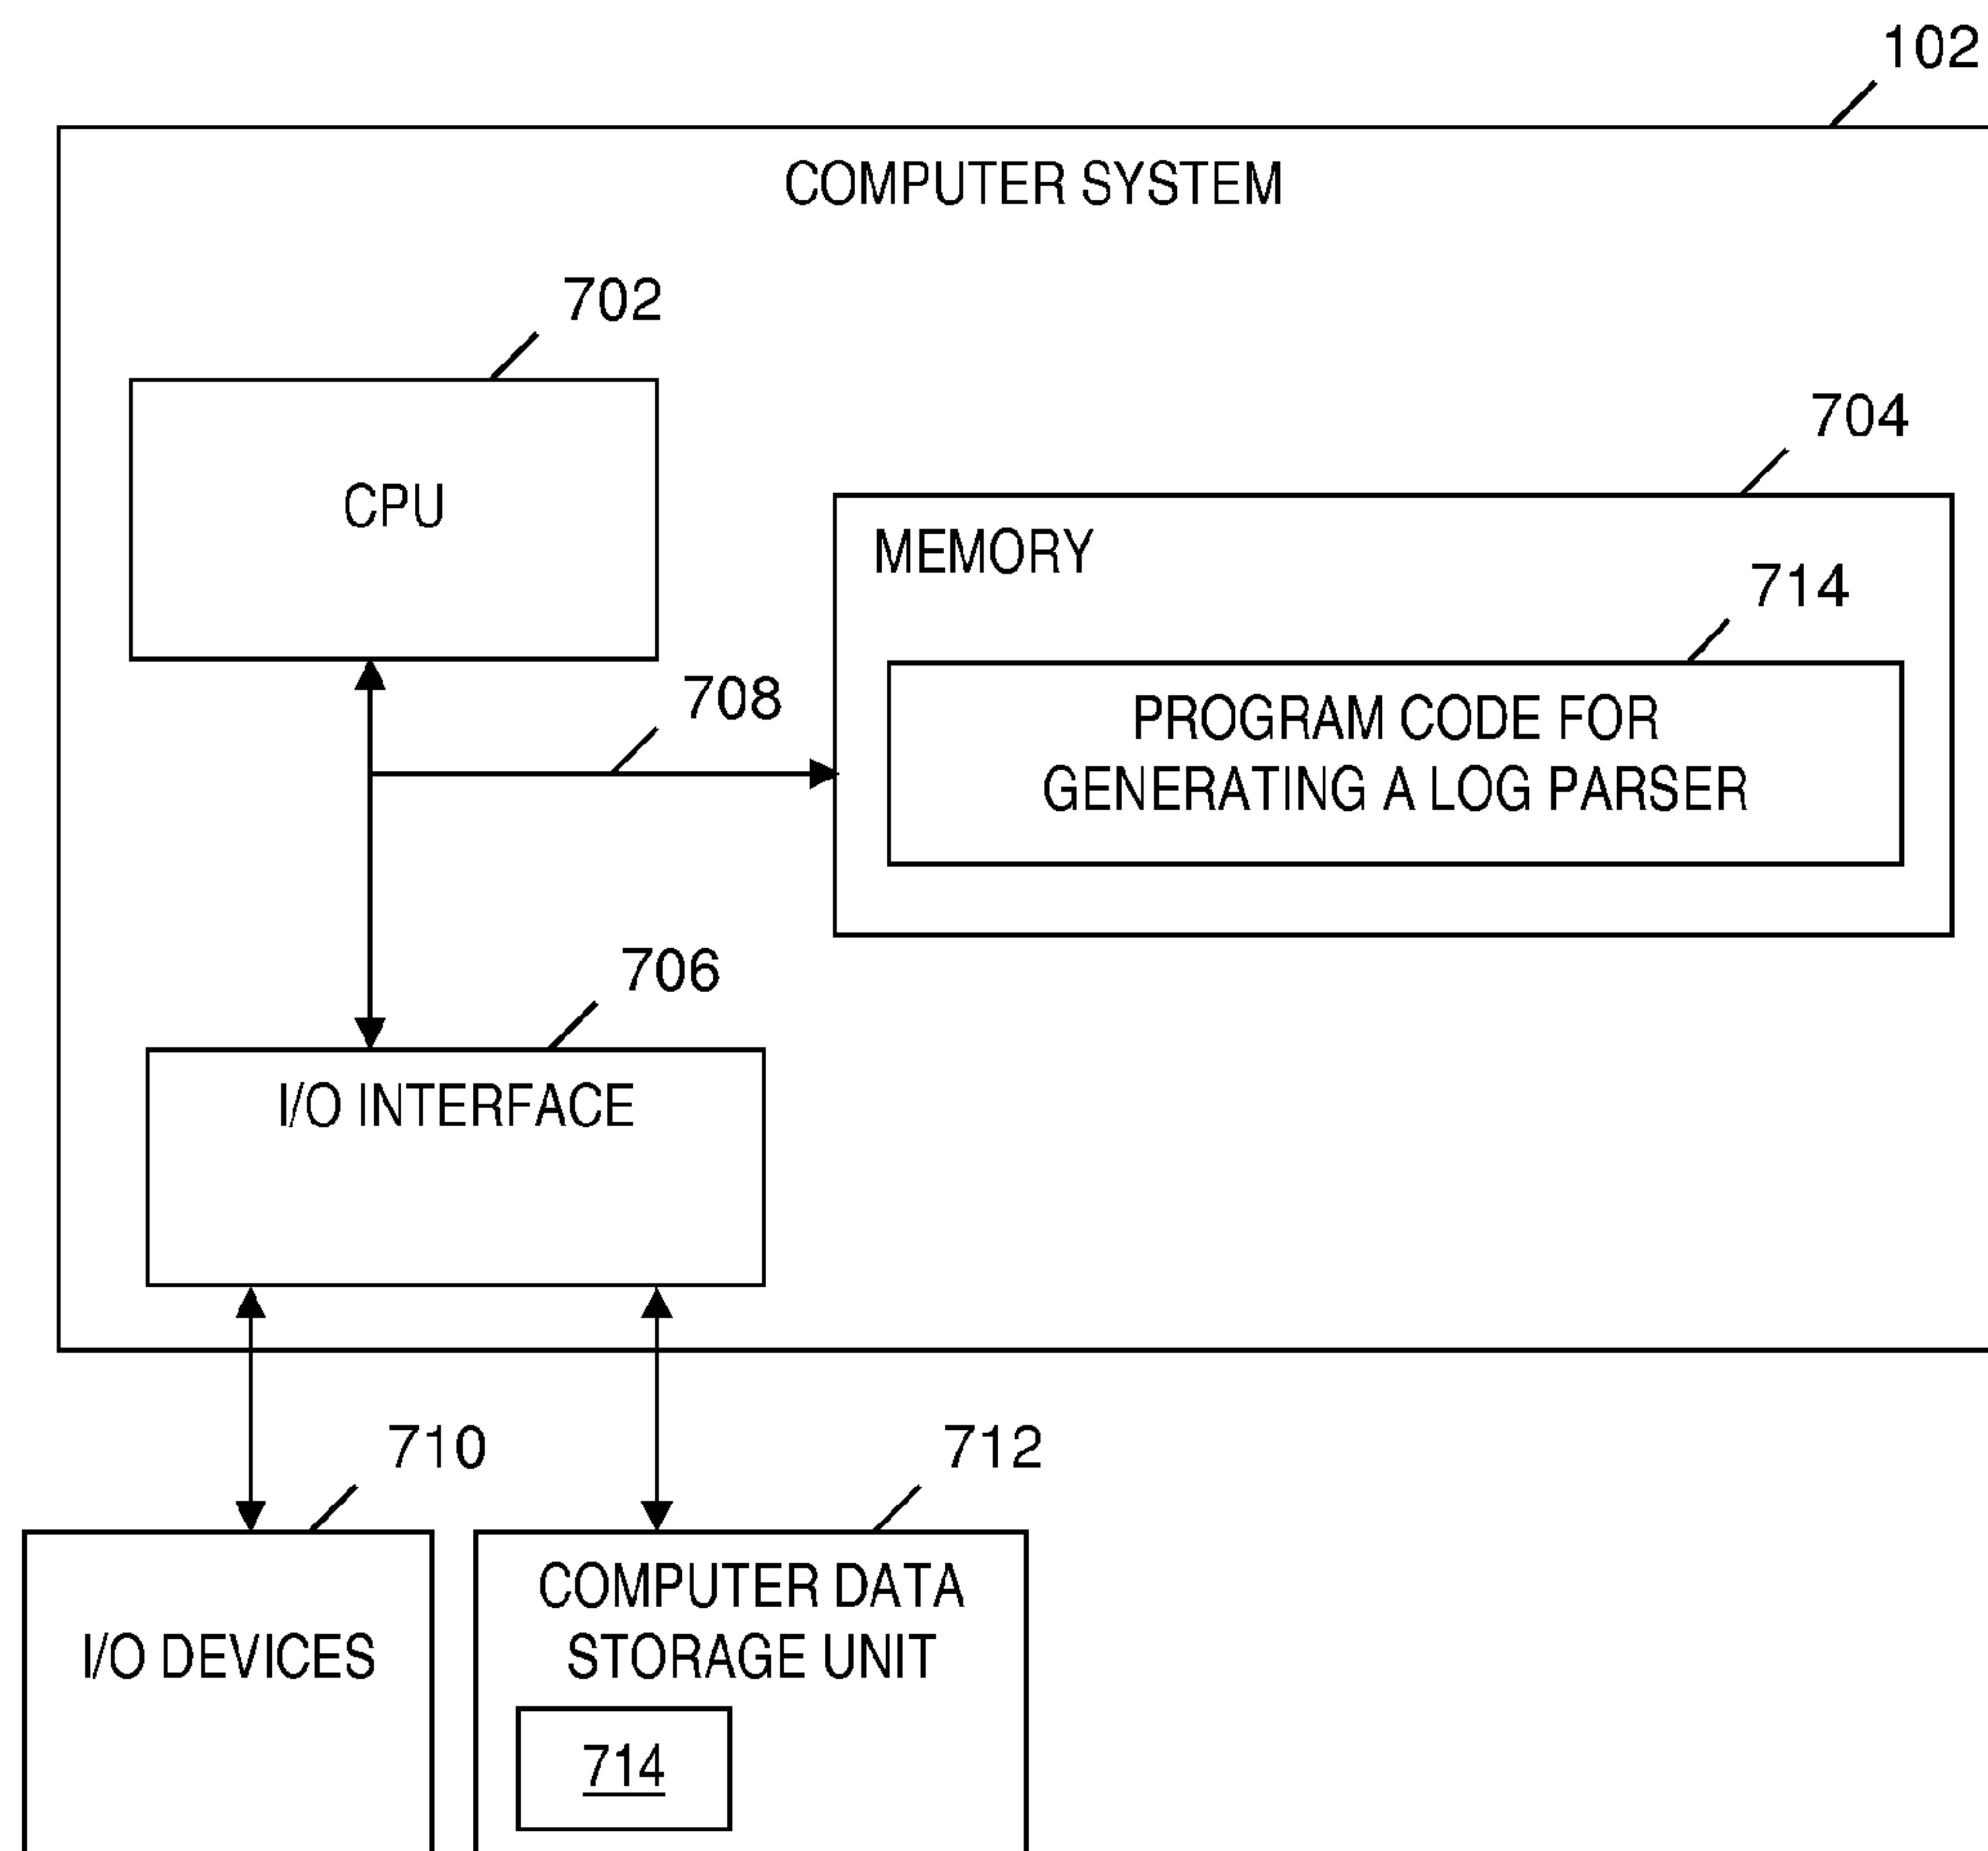 102
COMPUTER SYSTEM
702
CPU
704
MEMORY
714
PROGRAM CODE FOR
GENERATING A LOG PARSER
708
706
I/O INTERFACE
710
712
I/O DEVICES
COMPUTER DATA
STORAGE UNIT
714